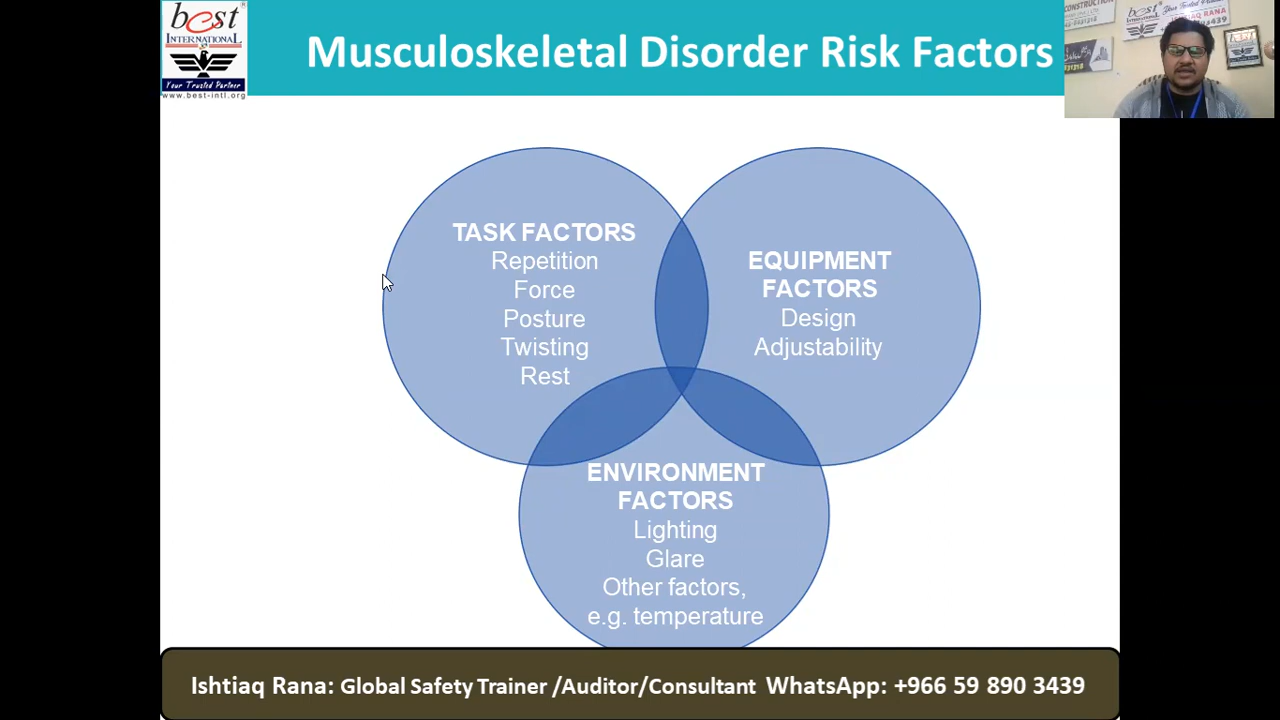 best
INTERNATIONAL
Your Trusted Partner
www.best-intl.org
Musculoskeletal Disorder Risk Factors
TASK FACTORS
Repetition
Force
Posture
Twisting
Rest
EQUIPMENT
FACTORS
Design
Adjustability
ENVIRONMENT
FACTORS
Lighting
Glare
Other factors,
e.g. temperature
Ishtiaq Rana: Global Safety Trainer /Auditor/Consultant WhatsApp: +966 59 890 3439